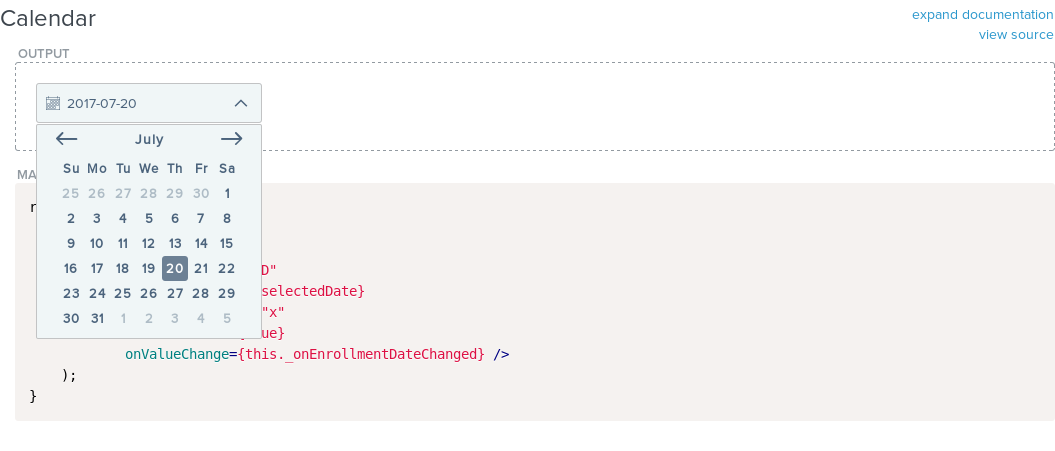 Calendar
expand documentation
view source
OUTPUT
2017-07-20
July
Su Mo Tu We Th Fr Sa
25 26 27 28 29 30 1
2 3 4 5 6 7 8
9 10 11 12 13 14 15
16 17 18 19 20 21 22
23 24 25 26 27 28 29
30 31 1 2 3 4 5
MA
r
D"
selectedDate}
"x"
ue}
onValueChange={this._onEnrollmentDateChanged} />
);
}